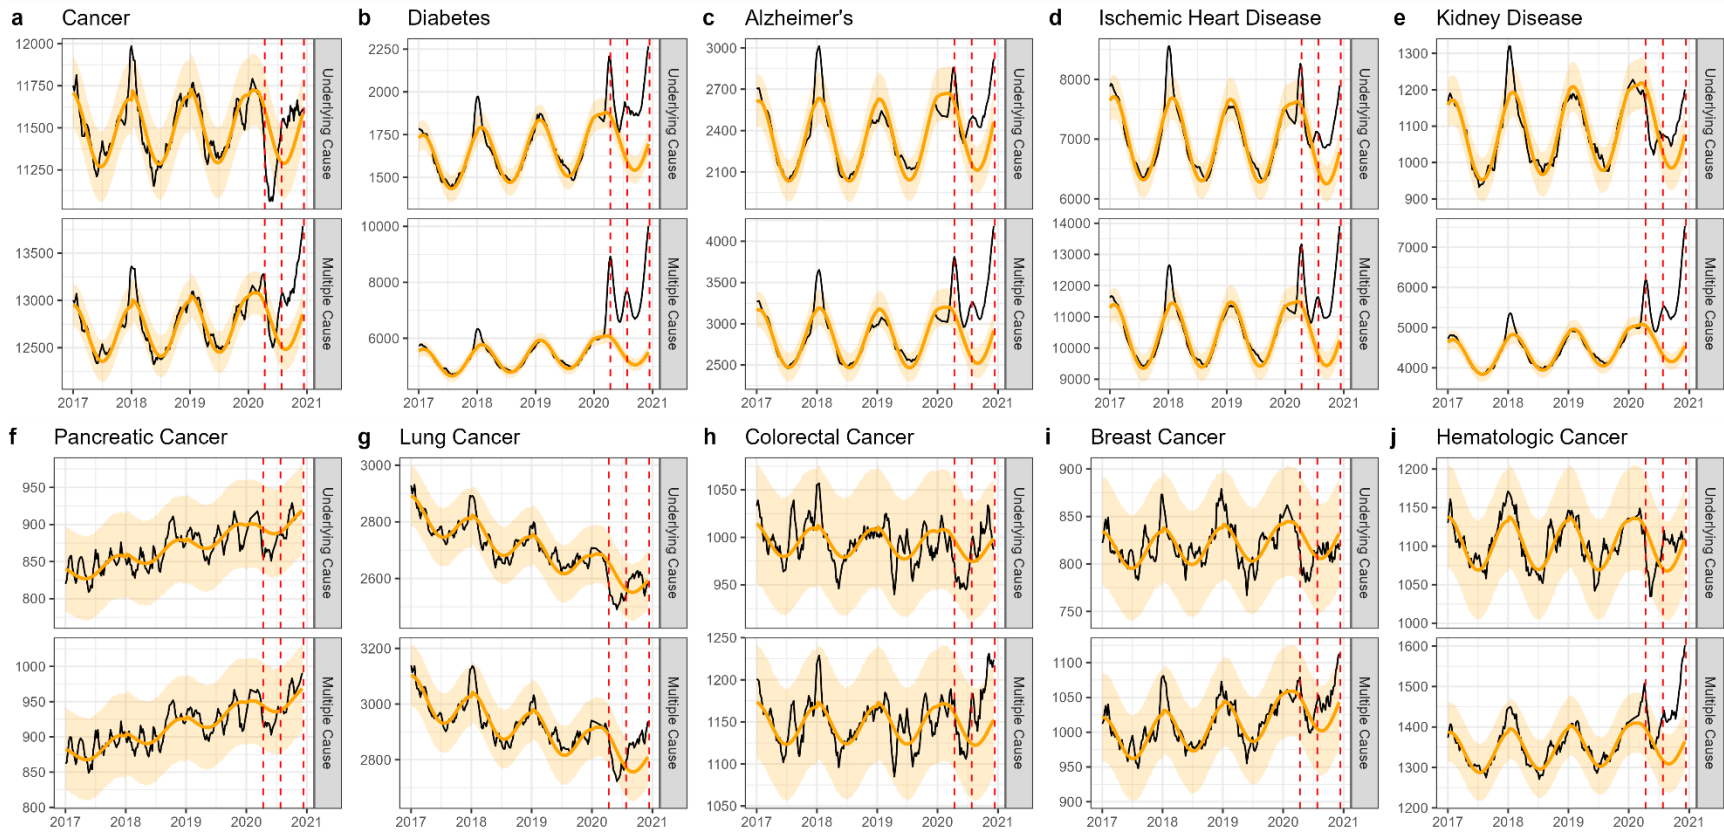 a Cancer
12000
11750
11500
11250
Underlying Cause
13500
13000
12500
Multiple Cause
2017 2018 2019 2020 2021
b Diabetes
2250
2000
1750
1500
Underlying Cause
10000
8000
6000
Multiple Cause
2017 2018 2019 2020 2021
c Alzheimer's
3000
2700
2400
2100
Underlying Cause
4000
3500
3000
2500
Multiple Cause
2017 2018 2019 2020 2021
d Ischemic Heart Disease
8000
7000
6000
Underlying Cause
14000
13000
12000
11000
10000
9000
Multiple Cause
2017 2018 2019 2020 2021
e Kidney Disease
1300
1200
1100
1000
900
Underlying Cause
7000
6000
5000
4000
Multiple Cause
2017 2018 2019 2020 2021
f Pancreatic Cancer
950
900
850
800
Underlying Cause
1000
950
900
850
800
Multiple Cause
2017 2018 2019 2020 2021
g Lung Cancer
3000
2800
2600
Underlying Cause
3200
3000
2800
Multiple Cause
2017 2018 2019 2020 2021
h Colorectal Cancer
1050
1000
950
Underlying Cause
1250
1200
1150
1100
1050
Multiple Cause
2017 2018 2019 2020 2021
i Breast Cancer
900
850
800
750
Underlying Cause
1100
1050
1000
950
900
Multiple Cause
2017 2018 2019 2020 2021
j Hematologic Cancer
1200
1150
1100
1050
1000
Underlying Cause
1600
1500
1400
1300
1200
Multiple Cause
2017 2018 2019 2020 2021